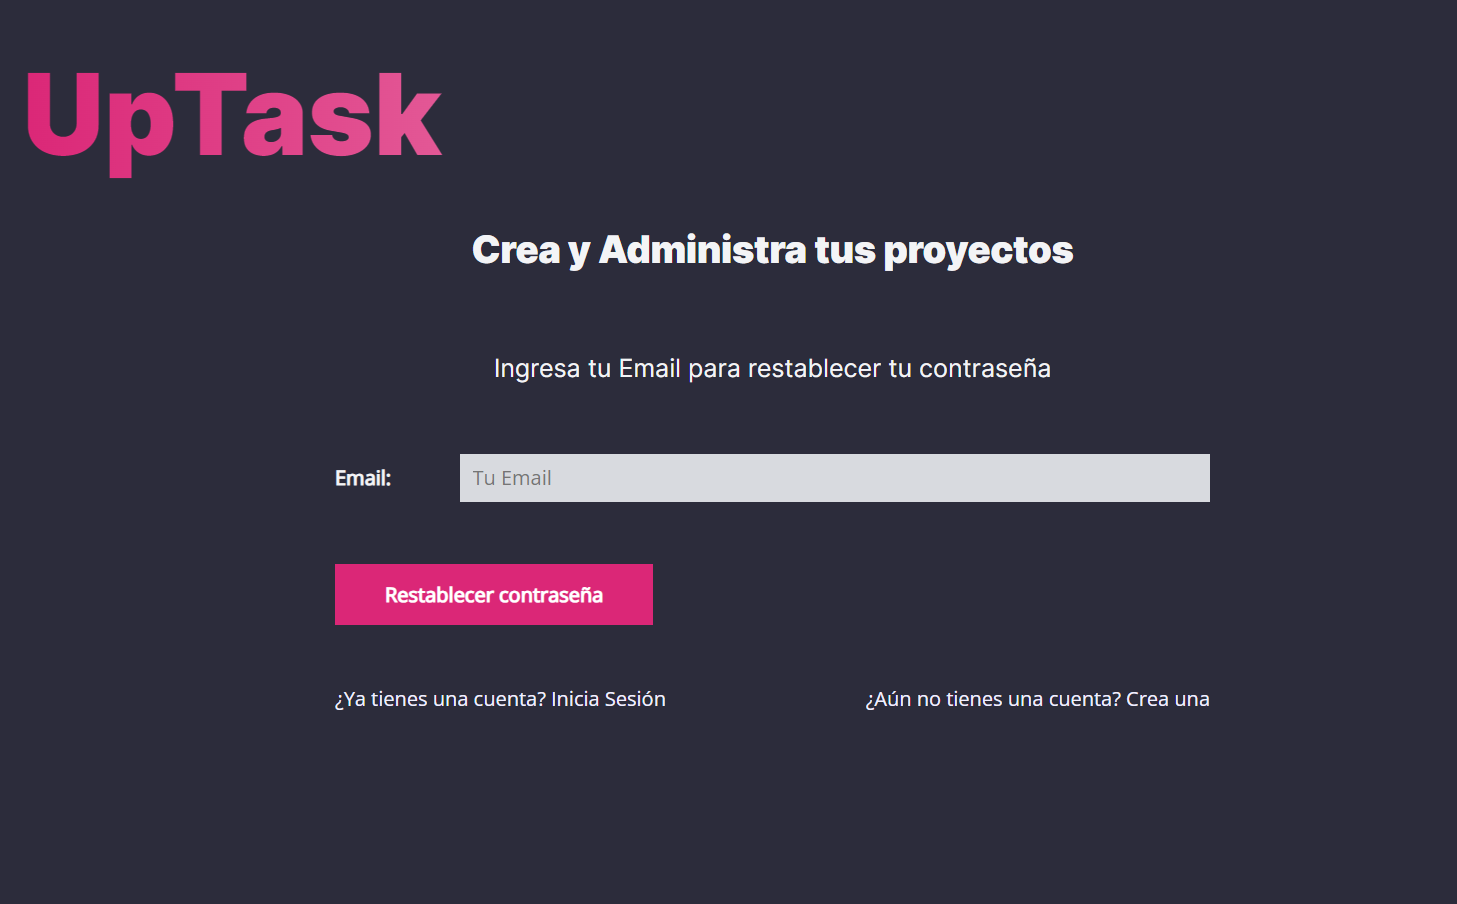 UpTask
Crea y Administra tus proyectos
Ingresa tu Email para restablecer tu contraseña
Email:
Tu Email
Restablecer contraseña
¿Ya tienes una cuenta? Inicia Sesión
¿Aún no tienes una cuenta? Crea una